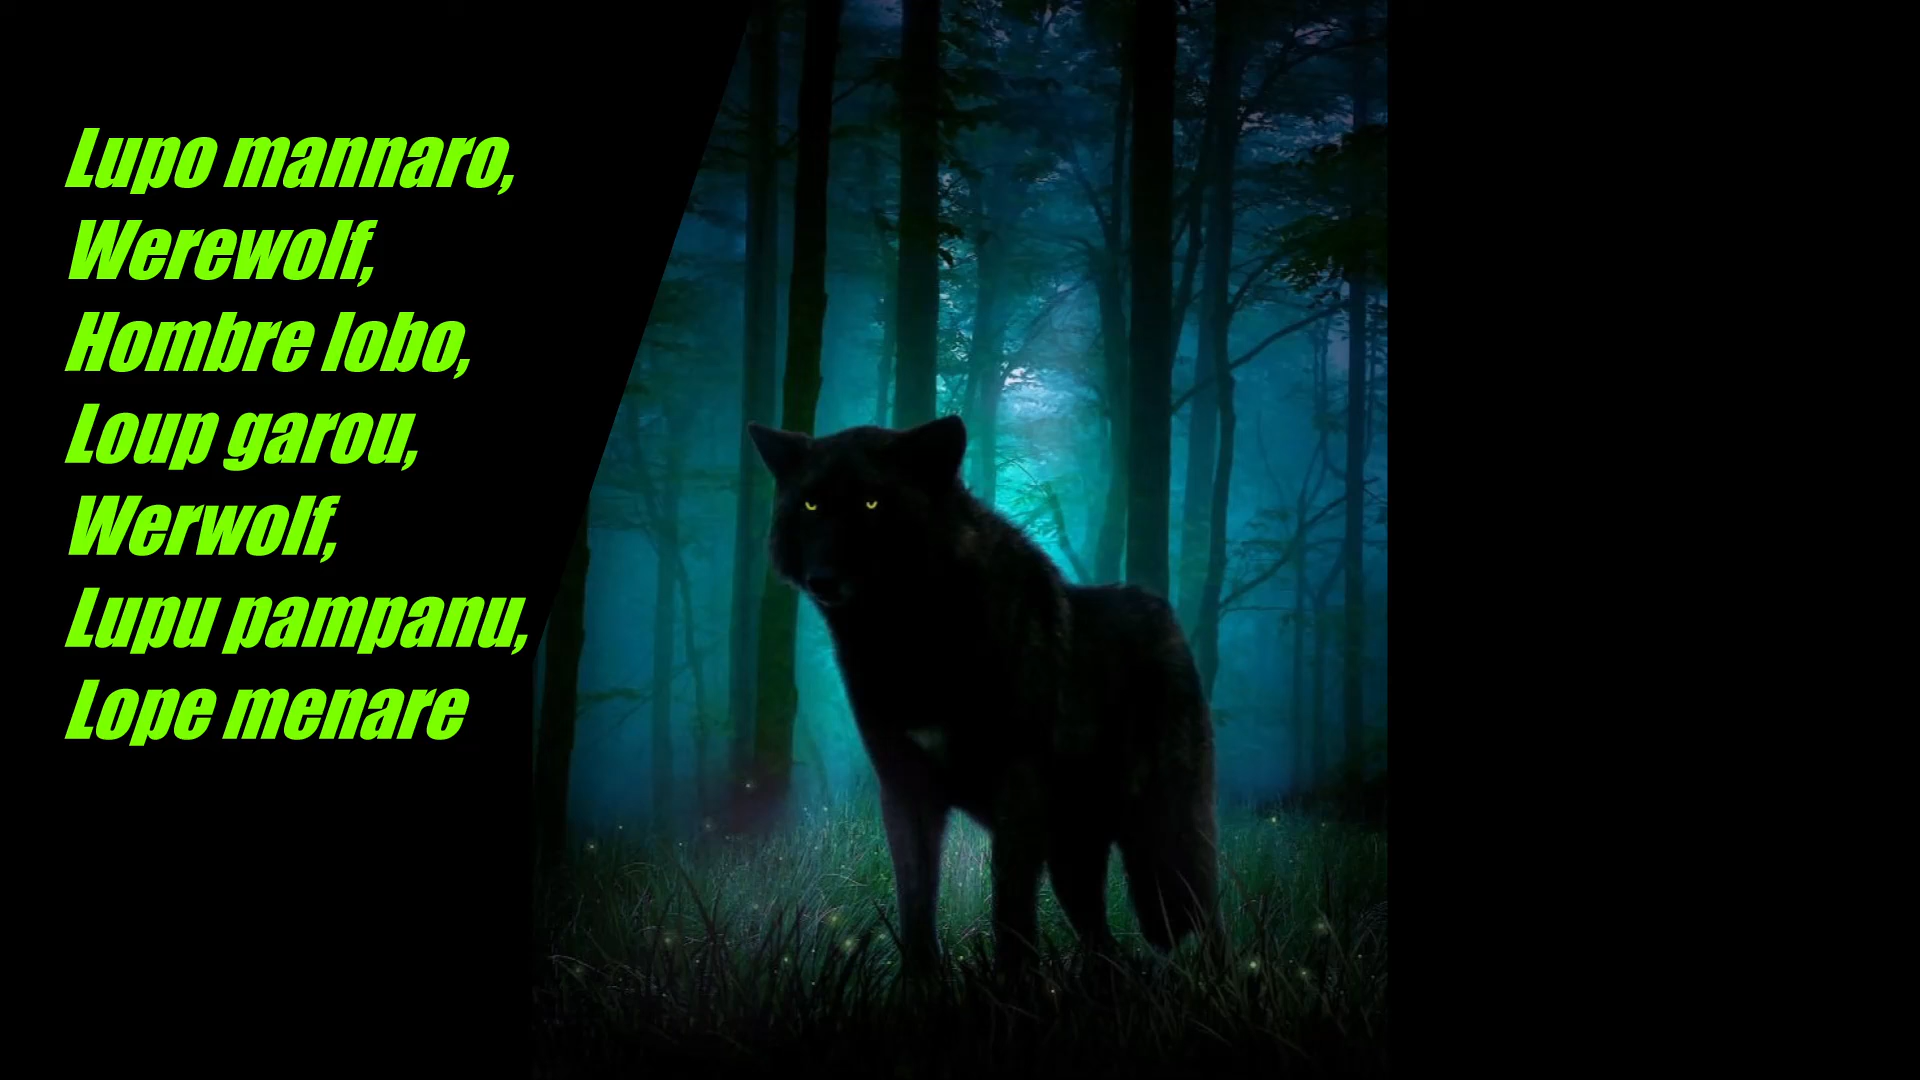 Lupo mannaro,
Werewolf,
Hombre lobo,
Loup garou,
Werwolf,
Lupu pampanu,
Lope menare